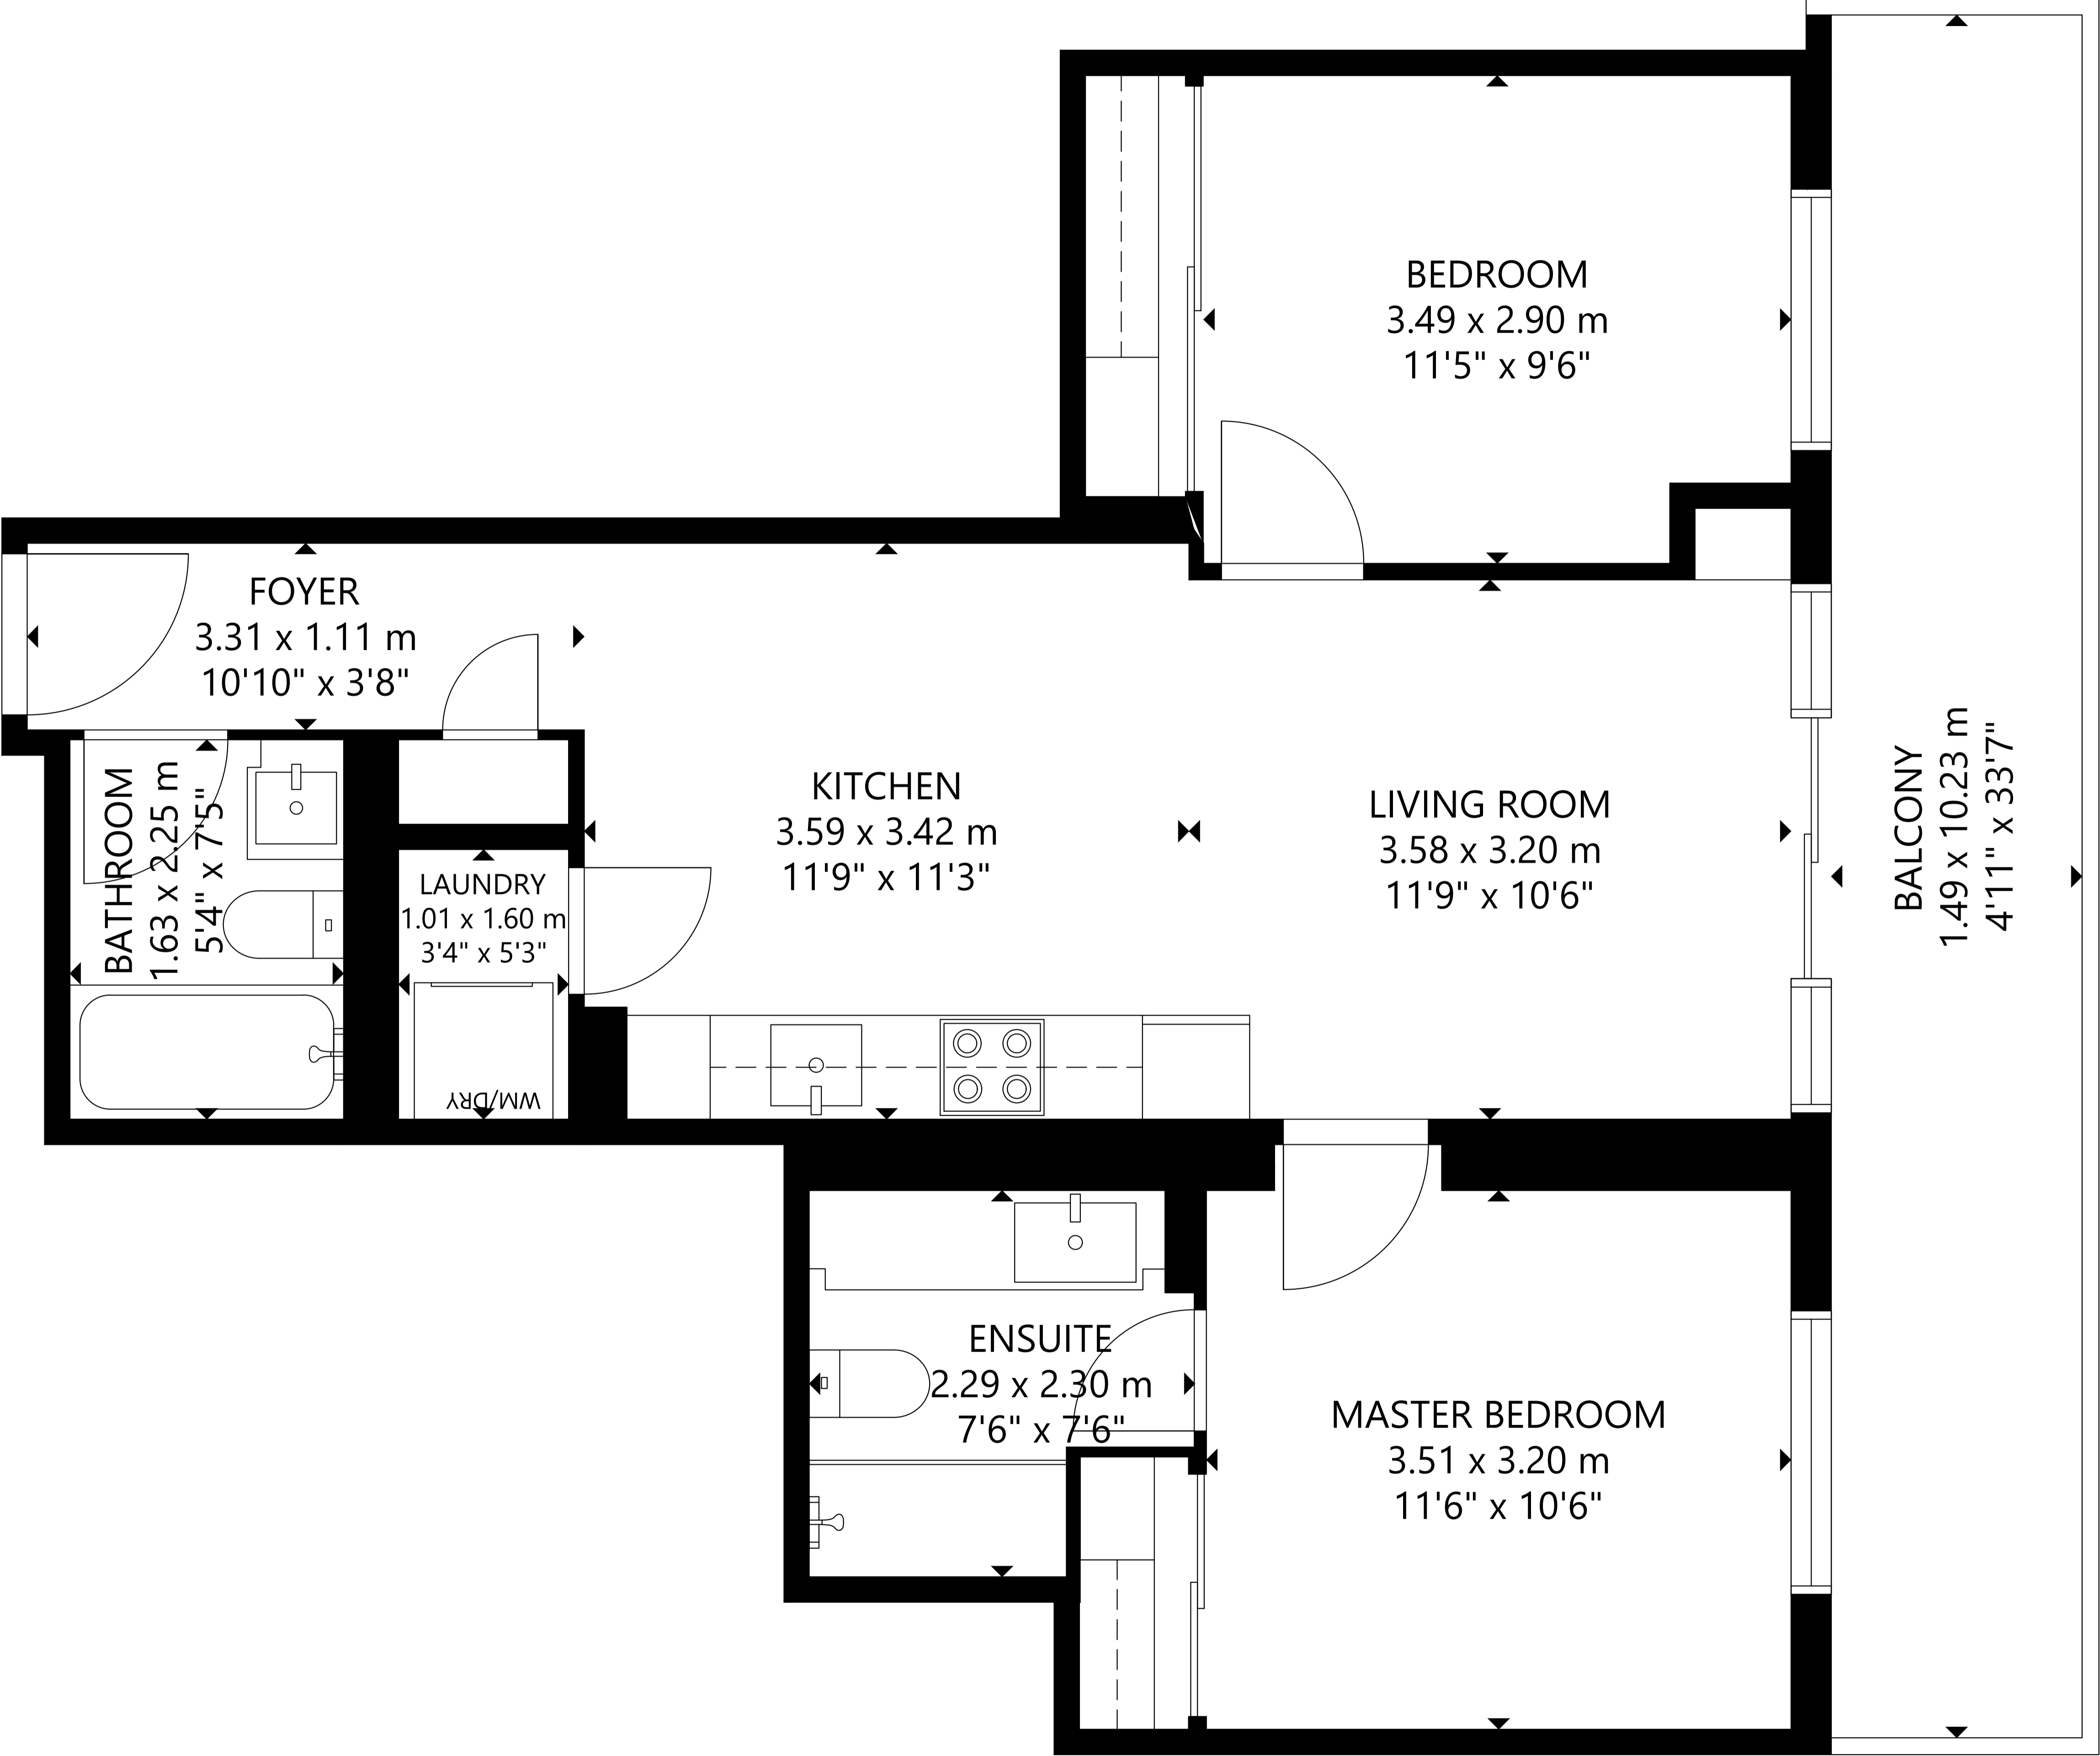 BEDROOM
3.49 x 2.90 m
11'5" x 9'6"
FOYER
3.31 x 1.11 m
10'10" x 3'8"
BATHROOM
1.63 x 2.25 m
5'4" x 7'5"
LAUNDRY
1.01 x 1.60 m
3'4" x 5'3"
WM/DRY
KITCHEN
3.59 x 3.42 m
11'9" x 11'3"
LIVING ROOM
3.58 x 3.20 m
11'9" x 10'6"
BALCONY
1.49 x 10.23 m
4'11" x 33'7"
ENSUITE
2.29 x 2.30 m
7'6" x 7'6"
MASTER BEDROOM
3.51 x 3.20 m
11'6" x 10'6"